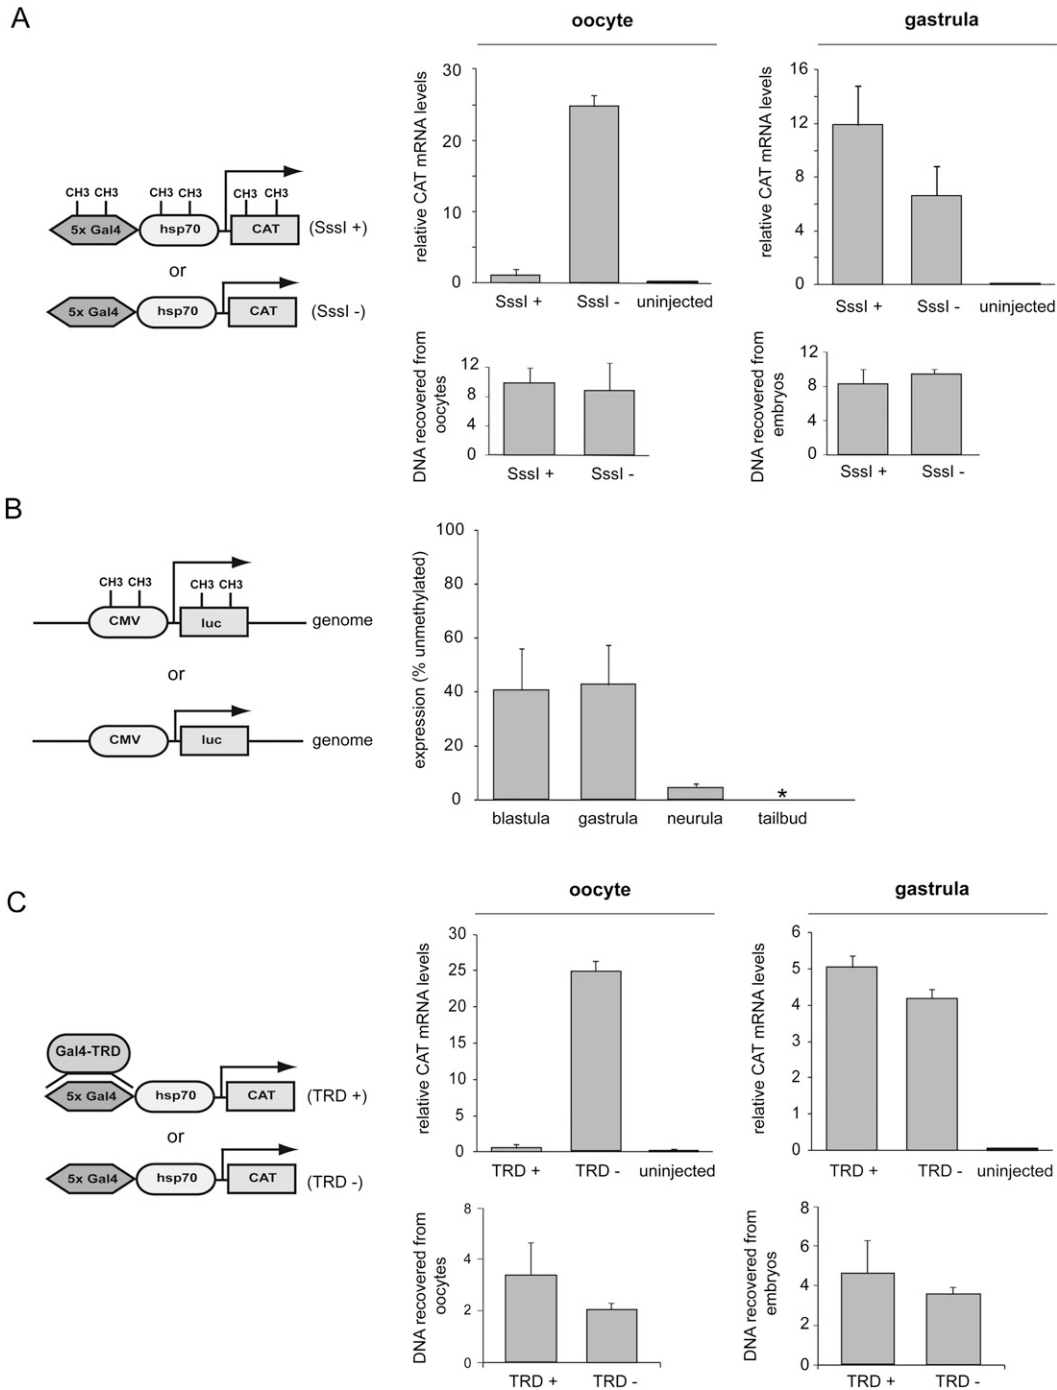 A
oocyte
gastrula
CH3 CH3 CH3 CH3 CH3 CH3
5x Gal4 hsp70 CAT (SssI +)
or
5x Gal4 hsp70 CAT (SssI -)
relative CAT mRNA levels
30
20
10
0
SssI + SssI - uninjected
relative CAT mRNA levels
16
12
8
4
0
SssI + SssI - uninjected
DNA recovered from
oocytes
12
8
4
0
SssI + SssI -
DNA recovered from
embryos
12
8
4
0
SssI + SssI -
B
CH3 CH3 CH3 CH3
CMV luc genome
or
CMV luc genome
expression (% unmethylated)
100
80
60
40
20
0
*
blastula gastrula neurula tailbud
C
oocyte
gastrula
Gal4-TRD
5x Gal4 hsp70 CAT (TRD +)
or
5x Gal4 hsp70 CAT (TRD -)
relative CAT mRNA levels
30
25
20
15
10
5
0
TRD + TRD - uninjected
relative CAT mRNA levels
6
5
4
3
2
1
0
TRD + TRD - uninjected
DNA recovered from
oocytes
8
4
2
0
TRD + TRD -
DNA recovered from
embryos
8
6
4
2
0
TRD + TRD -